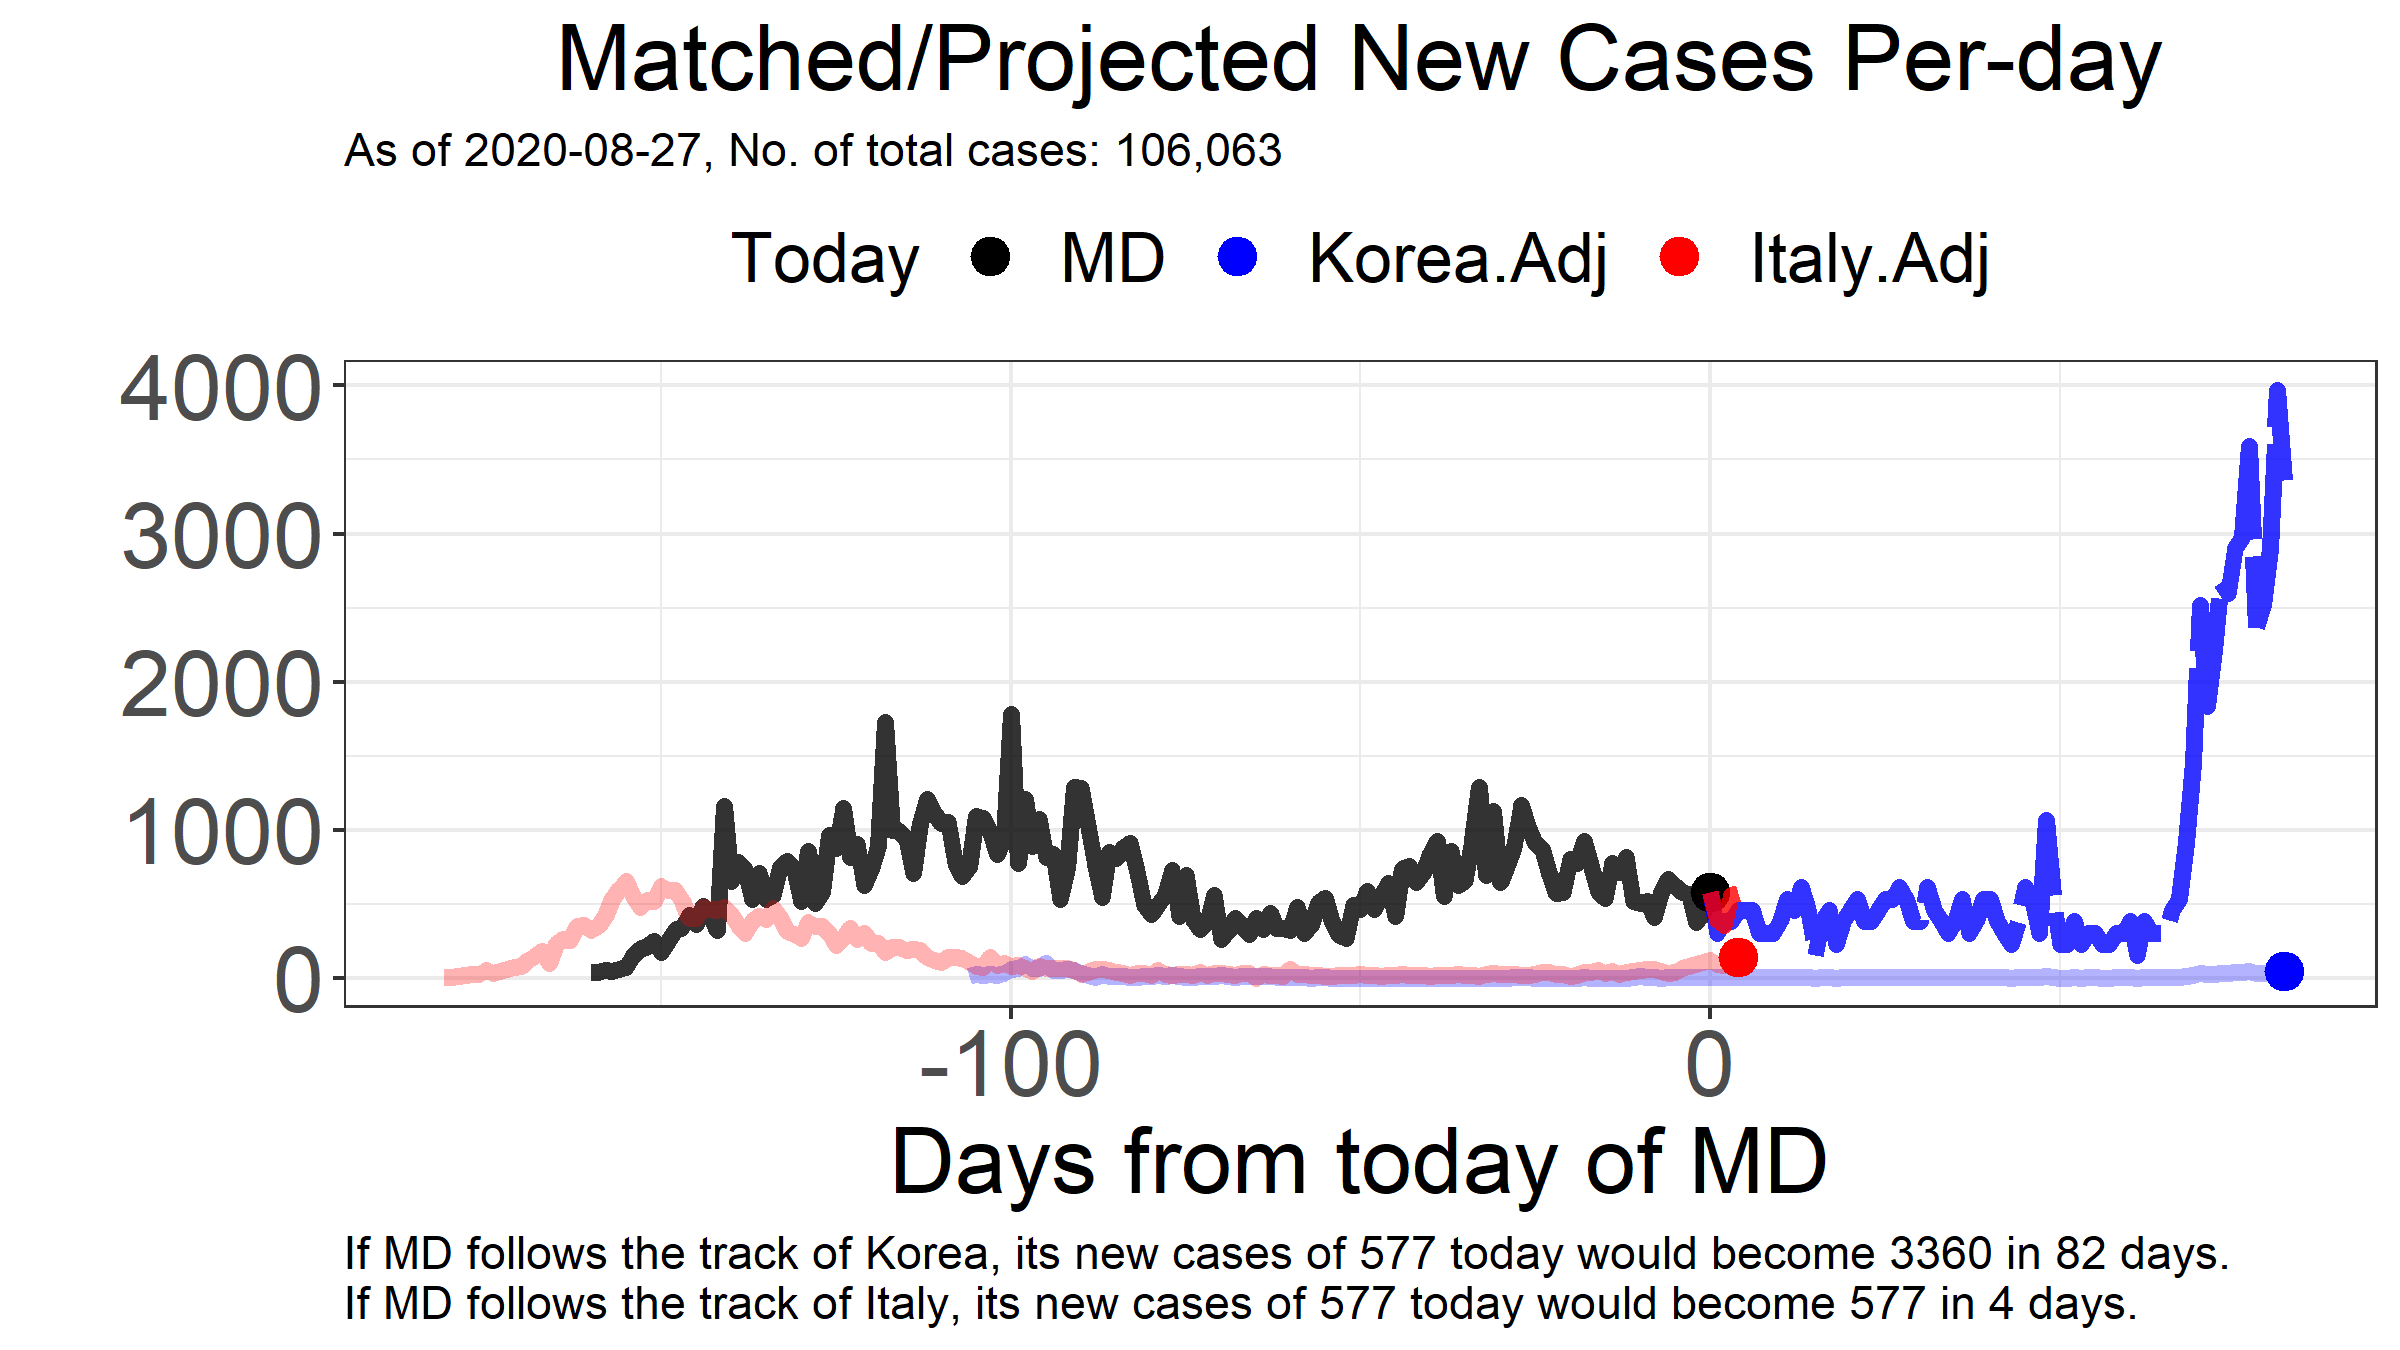 Matched/Projected New Cases Per-day
As of 2020-08-27, No. of total cases: 106,063
Today MD Korea.Adj Italy.Adj
4000
3000
2000
1000
0
-100 0
Days from today of MD
If MD follows the track of Korea, its new cases of 577 today would become 3360 in 82 days.
If MD follows the track of Italy, its new cases of 577 today would become 577 in 4 days.